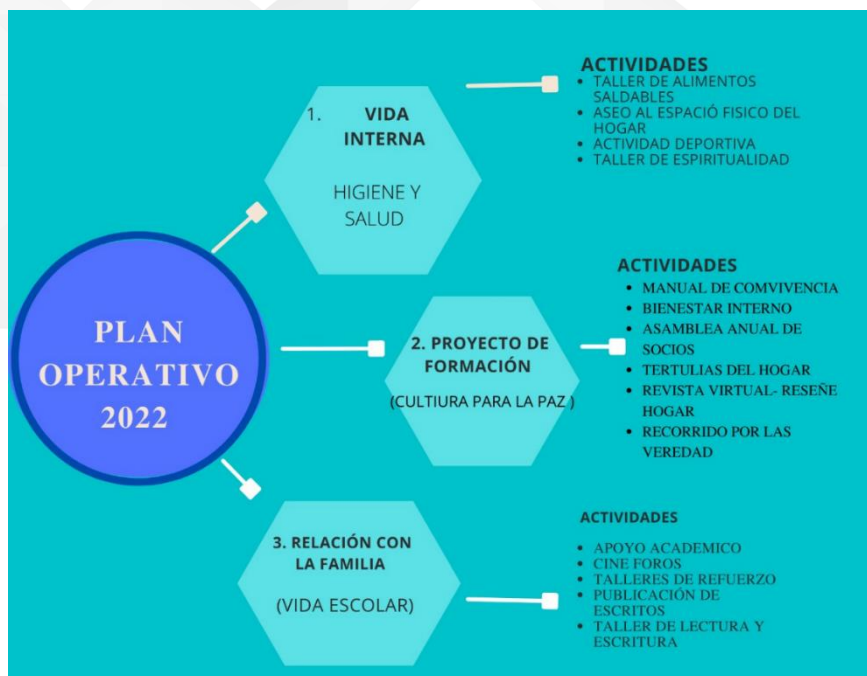 PLAN
OPERATIVO
2022
1. VIDA
INTERNA
HIGIENE Y
SALUD
ACTIVIDADES
• TALLER DE ALIMENTOS
SALDABLES
• ASEO AL ESPACIÓ FISICO DEL
HOGAR
• ACTIVIDAD DEPORTIVA
• TALLER DE ESPIRITUALIDAD
2. PROYECTO DE
FORMACIÓN
(CULTIURA PARA LA PAZ )
ACTIVIDADES
• MANUAL DE COMVIVENCIA
• BIENESTAR INTERNO
• ASAMBLEA ANUAL DE
SOCIOS
• TERTULIAS DEL HOGAR
• REVISTA VIRTUAL- RESEÑE
HOGAR
• RECORRIDO POR LAS
VEREDAD
3. RELACIÓN CON
LA FAMILIA
(VIDA ESCOLAR)
ACTIVIDADES
• APOYO ACADEMICO
• CINE FOROS
• TALLERES DE REFUERZO
• PUBLICACIÓN DE
ESCRITOS
• TALLER DE LECTURA Y
ESCRITURA